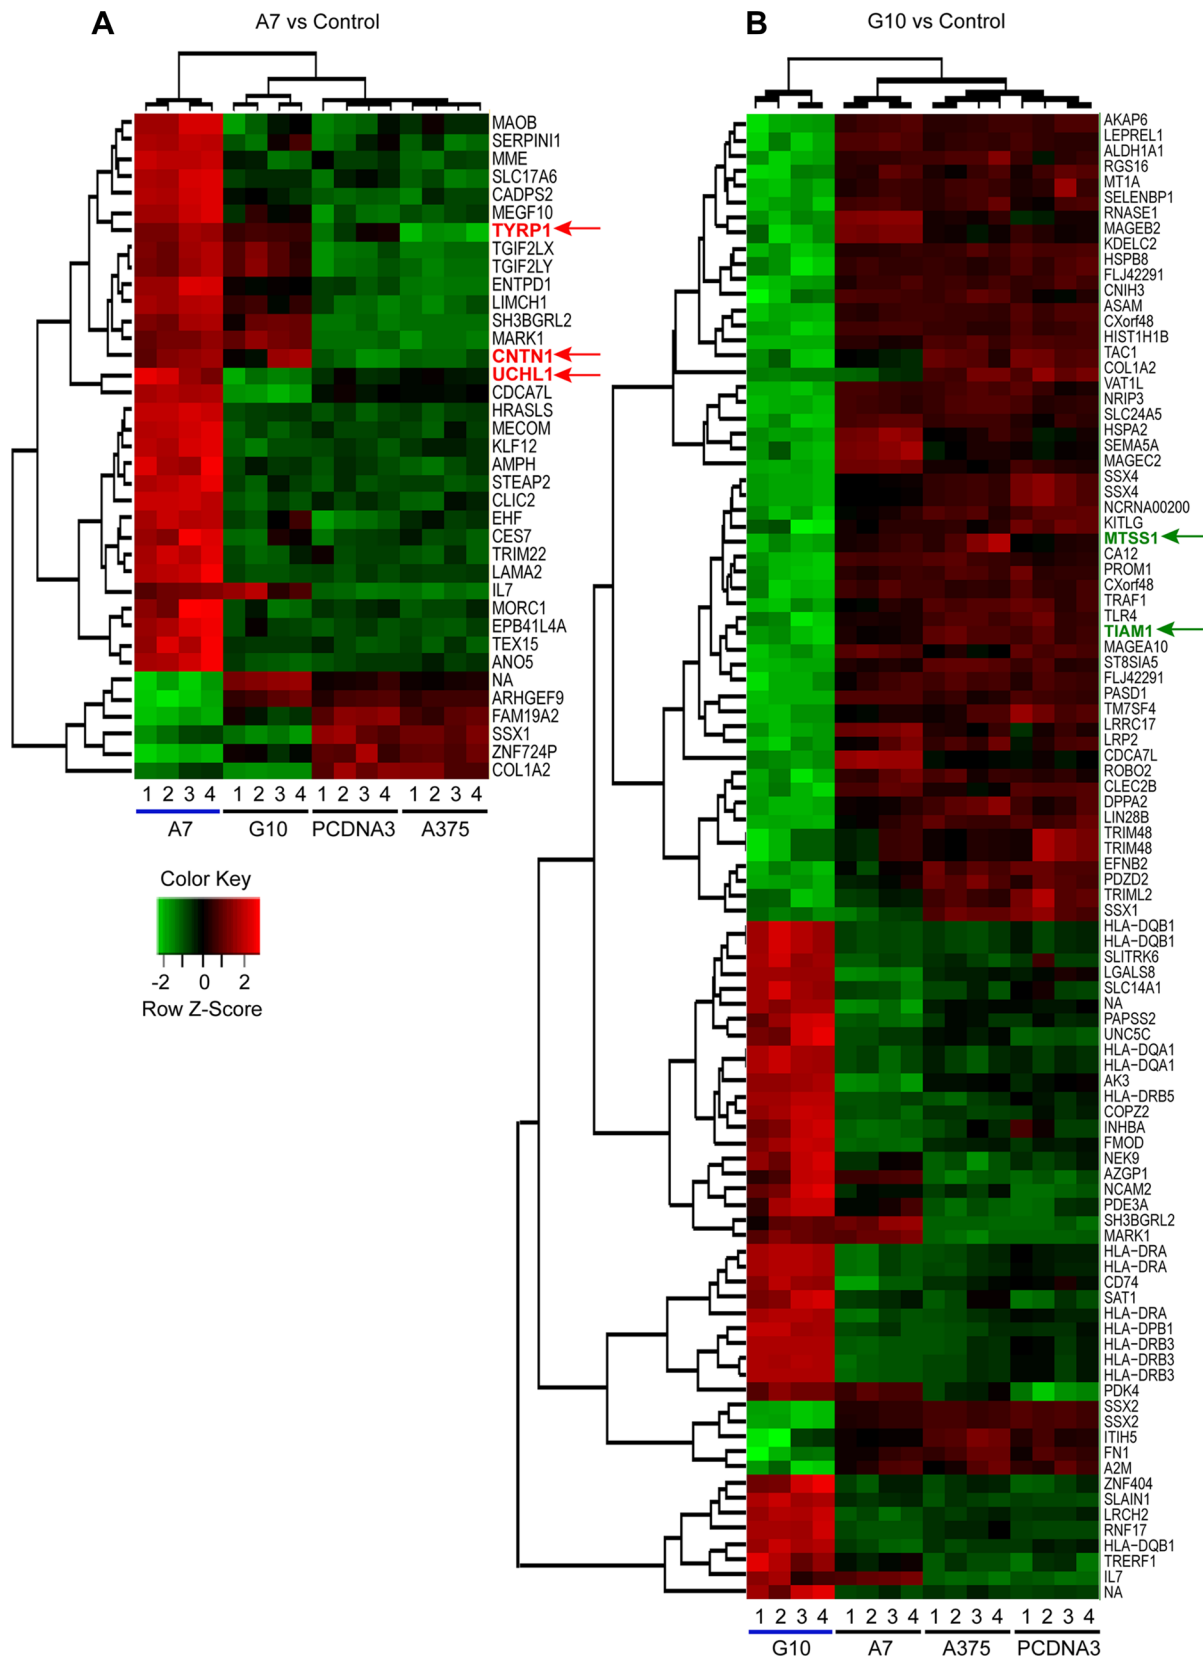 A
A7 vs Control
MAOB
SERPINI1
MME
SLC17A6
CADPS2
MEGF10
TYRP1
TGIF2LX
TGIF2LY
ENTPD1
LIMCH1
SH3BGRL2
MARK1
CNTN1
UCHL1
CDCA7L
HRASLS
MECOM
KLF12
AMPH
STEAP2
CLIC2
EHF
CES7
TRIM22
LAMA2
IL7
MORC1
EPB41L4A
TEX15
ANO5
NA
ARHGEF9
FAM19A2
SSX1
ZNF724P
COL1A2
1 2 3 4 1 2 3 4 1 2 3 4 1 2 3 4
A7 G10 PCDNA3 A375
Color Key
-2 0 2
Row Z-Score
B
G10 vs Control
AKAP6
LEPREL1
ALDH1A1
RGS16
MT1A
SELENBP1
RNASE1
MAGEB2
KDELC2
HSPB8
FLJ42291
CNIH3
ASAM
CXorf48
HIST1H1B
TAC1
COL1A2
VAT1L
NRIP3
SLC24A5
HSPA2
SEMA5A
MAGEC2
SSX4
SSX4
NCRNA00200
KITLG
MTSS1
CA12
PROM1
CXorf48
TRAF1
TLR4
TIAM1
MAGEA10
ST8SIA5
FLJ42291
PASD1
TM7SF4
LRRC17
LRP2
CDCA7L
ROBO2
CLEC2B
DPPA2
LIN28B
TRIM48
TRIM48
EFNB2
PDZD2
TRIML2
SSX1
HLA-DQB1
HLA-DQB1
SLITRK6
LGALS8
SLC14A1
NA
PAPSS2
UNC5C
HLA-DQA1
HLA-DQA1
AK3
HLA-DRB5
COPZ2
INHBA
FMOD
NEK9
AZGP1
NCAM2
PDE3A
SH3BGRL2
MARK1
HLA-DRA
HLA-DRA
CD74
SAT1
HLA-DRA
HLA-DPB1
HLA-DRB3
HLA-DRB3
HLA-DRB3
PDK4
SSX2
SSX2
ITIH5
FN1
A2M
ZNF404
SLAIN1
LRCH2
RNF17
HLA-DQB1
TRERF1
IL7
NA
1 2 3 4 1 2 3 4 1 2 3 4 1 2 3 4
G10 A7 A375 PCDNA3